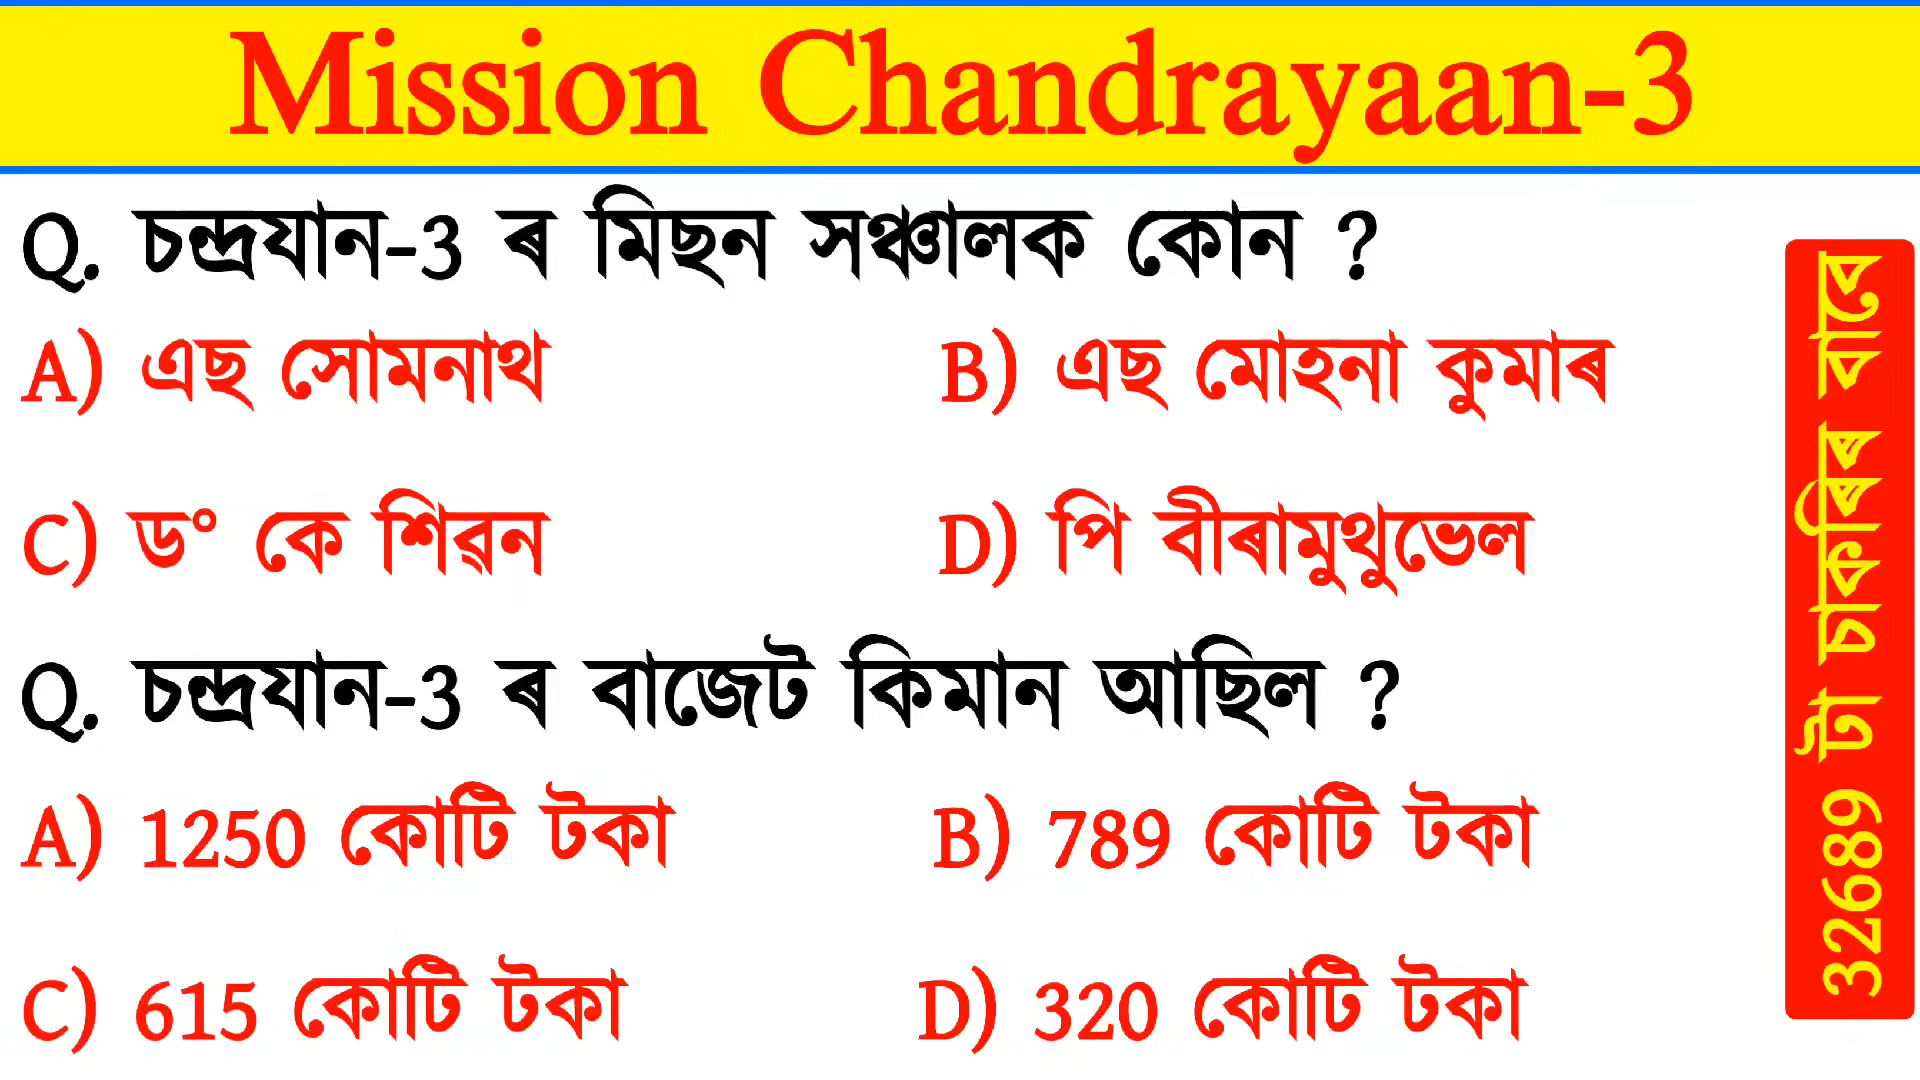 Mission Chandrayaan-3
Q. চন্দ্ৰযান-3 ৰ মিছন সঞ্চালক কোন ?
A) এছ সোমনাথ B) এছ মোহনা কুমাৰ
C) ড° কে শিৱন D) পি বীৰামুথুভেল
Q. চন্দ্ৰযান-3 ৰ বাজেট কিমান আছিল ?
A) 1250 কোটি টকা B) 789 কোটি টকা
C) 615 কোটি টকা D) 320 কোটি টকা
32689 টা চাকৰিৰ বাবে